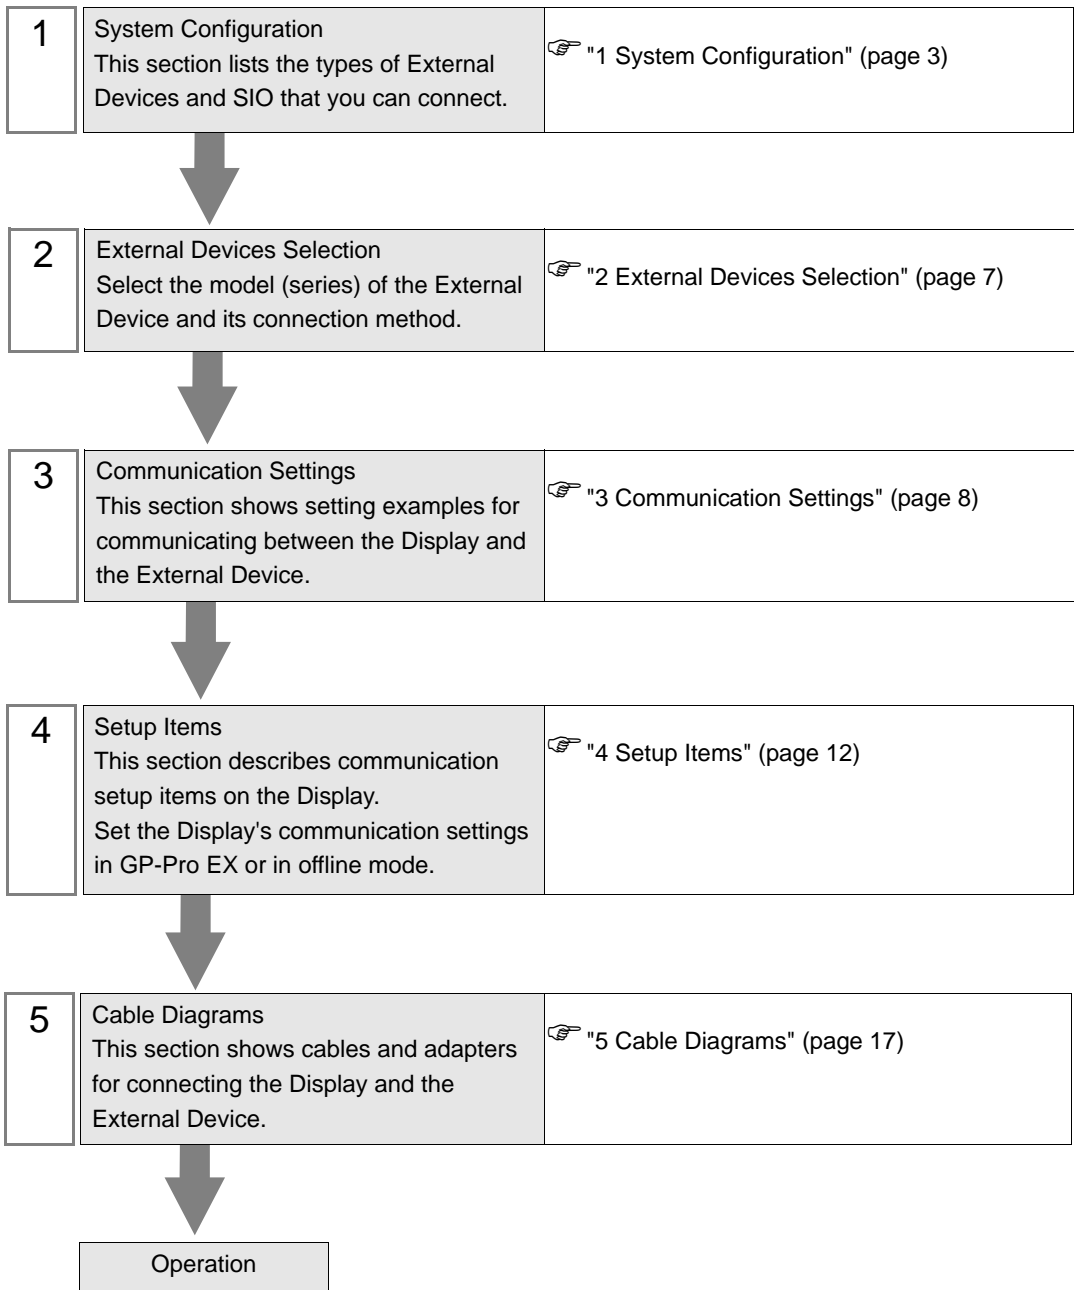 1
System Configuration
This section lists the types of External
Devices and SIO that you can connect.
"1 System Configuration" (page 3)
2
External Devices Selection
Select the model (series) of the External
Device and its connection method.
"2 External Devices Selection" (page 7)
3
Communication Settings
This section shows setting examples for
communicating between the Display and
the External Device.
"3 Communication Settings" (page 8)
4
Setup Items
This section describes communication
setup items on the Display.
Set the Display's communication settings
in GP-Pro EX or in offline mode.
"4 Setup Items" (page 12)
5
Cable Diagrams
This section shows cables and adapters
for connecting the Display and the
External Device.
"5 Cable Diagrams" (page 17)
Operation